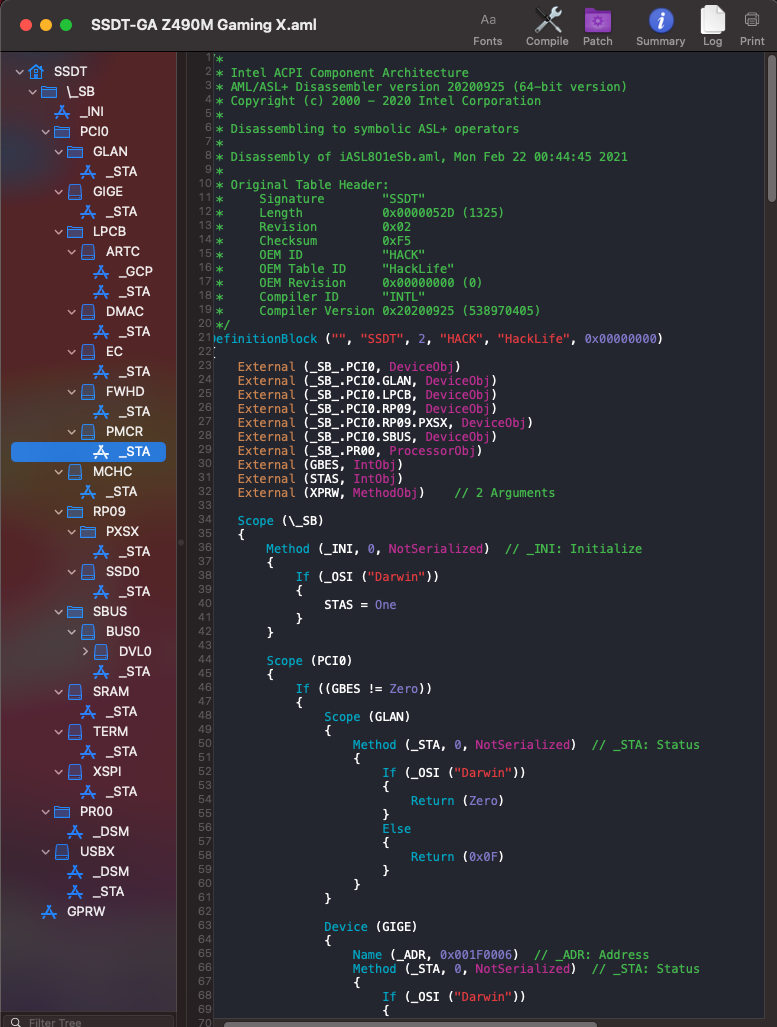 SSDT-GA Z490M Gaming X.aml
Aa
Fonts
Compile
Patch
Summary
Log
Print
SSDT
\_SB
_INI
PCI0
GLAN
_STA
GIGE
_STA
LPCB
ARTC
_GCP
_STA
DMAC
_STA
EC
_STA
FWHD
_STA
PMCR
_STA
MCHC
_STA
RP09
PXSX
_STA
SSD0
_STA
SBUS
BUS0
DVL0
_STA
SRAM
_STA
TERM
_STA
XSPI
_STA
PR00
_DSM
USBX
_DSM
_STA
GPRW
Filter Tree
1 *
2 * Intel ACPI Component Architecture
3 * AML/ASL+ Disassembler version 20200925 (64-bit version)
4 * Copyright (c) 2000 - 2020 Intel Corporation
5 *
6 * Disassembling to symbolic ASL+ operators
7 *
8 * Disassembly of iASL8O1eSb.aml, Mon Feb 22 00:44:45 2021
9 *
10 * Original Table Header:
11 * Signature "SSDT"
12 * Length 0x0000052D (1325)
13 * Revision 0x02
14 * Checksum 0xF5
15 * OEM ID "HACK"
16 * OEM Table ID "HackLife"
17 * OEM Revision 0x00000000 (0)
18 * Compiler ID "INTL"
19 * Compiler Version 0x20200925 (538970405)
20 */
21 efinitionBlock ("", "SSDT", 2, "HACK", "HackLife", 0x00000000)
22
23 External (_SB_.PCI0, DeviceObj)
24 External (_SB_.PCI0.GLAN, DeviceObj)
25 External (_SB_.PCI0.LPCB, DeviceObj)
26 External (_SB_.PCI0.RP09, DeviceObj)
27 External (_SB_.PCI0.RP09.PXSX, DeviceObj)
28 External (_SB_.PCI0.SBUS, DeviceObj)
29 External (_SB_.PR00, ProcessorObj)
30 External (GBES, IntObj)
31 External (STAS, IntObj)
32 External (XPRW, MethodObj) // 2 Arguments
33
34 Scope (\_SB)
35 {
36 Method (_INI, 0, NotSerialized) // _INI: Initialize
37 {
38 If (_OSI ("Darwin"))
39 {
40 STAS = One
41 }
42 }
43
44 Scope (PCI0)
45 {
46 If ((GBES != Zero))
47 {
48 Scope (GLAN)
49 {
50 Method (_STA, 0, NotSerialized) // _STA: Status
51 {
52 If (_OSI ("Darwin"))
53 {
54 Return (Zero)
55 }
56 Else
57 {
58 Return (0x0F)
59 }
60 }
61 }
62
63 Device (GIGE)
64 {
65 Name (_ADR, 0x001F0006) // _ADR: Address
66 Method (_STA, 0, NotSerialized) // _STA: Status
67 {
68 If (_OSI ("Darwin"))
69 {
70